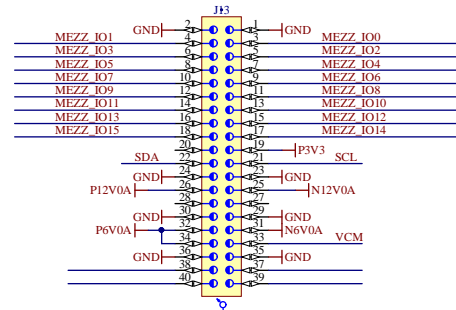 J13
GND 2 1 GND
MEZZ_IO1 4 3 MEZZ_IO0
MEZZ_IO3 6 5 MEZZ_IO2
MEZZ_IO5 8 7 MEZZ_IO4
MEZZ_IO7 10 9 MEZZ_IO6
MEZZ_IO9 12 11 MEZZ_IO8
MEZZ_IO11 14 13 MEZZ_IO10
MEZZ_IO13 16 15 MEZZ_IO12
MEZZ_IO15 18 17 MEZZ_IO14
20 19 P3V3
SDA 22 21 SCL
GND 24 23 GND
P12V0A 26 25 N12V0A
28 27
GND 30 29 GND
P6V0A 32 31 N6V0A
34 33 VCM
GND 36 35 GND
38 37
40 39